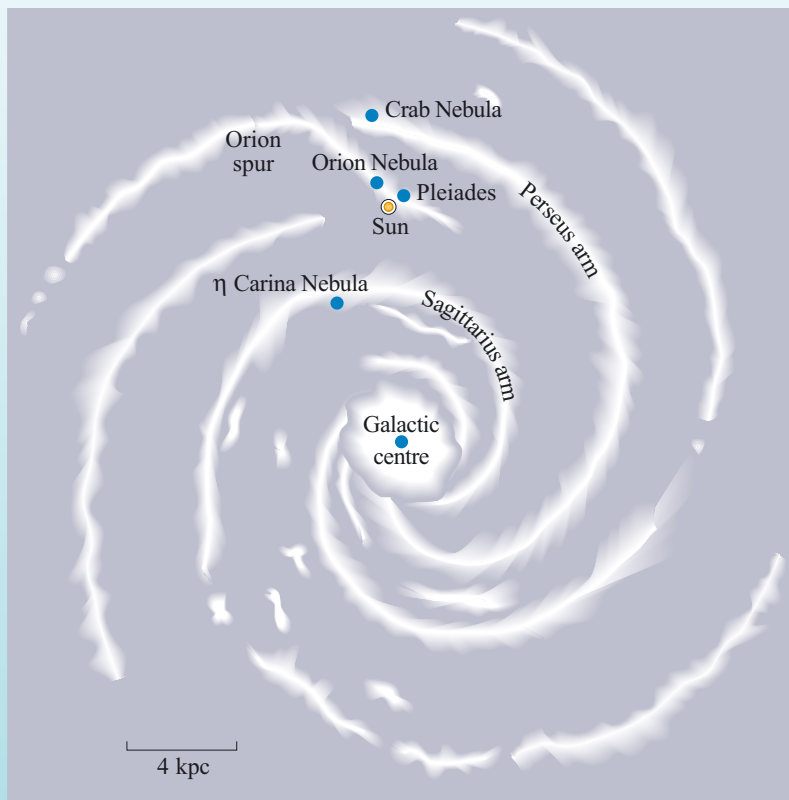 Crab Nebula
Orion
spur
Orion Nebula
Pleiades
Sun
Perseus arm
η Carina Nebula
Sagittarius arm
Galactic
centre
4 kpc